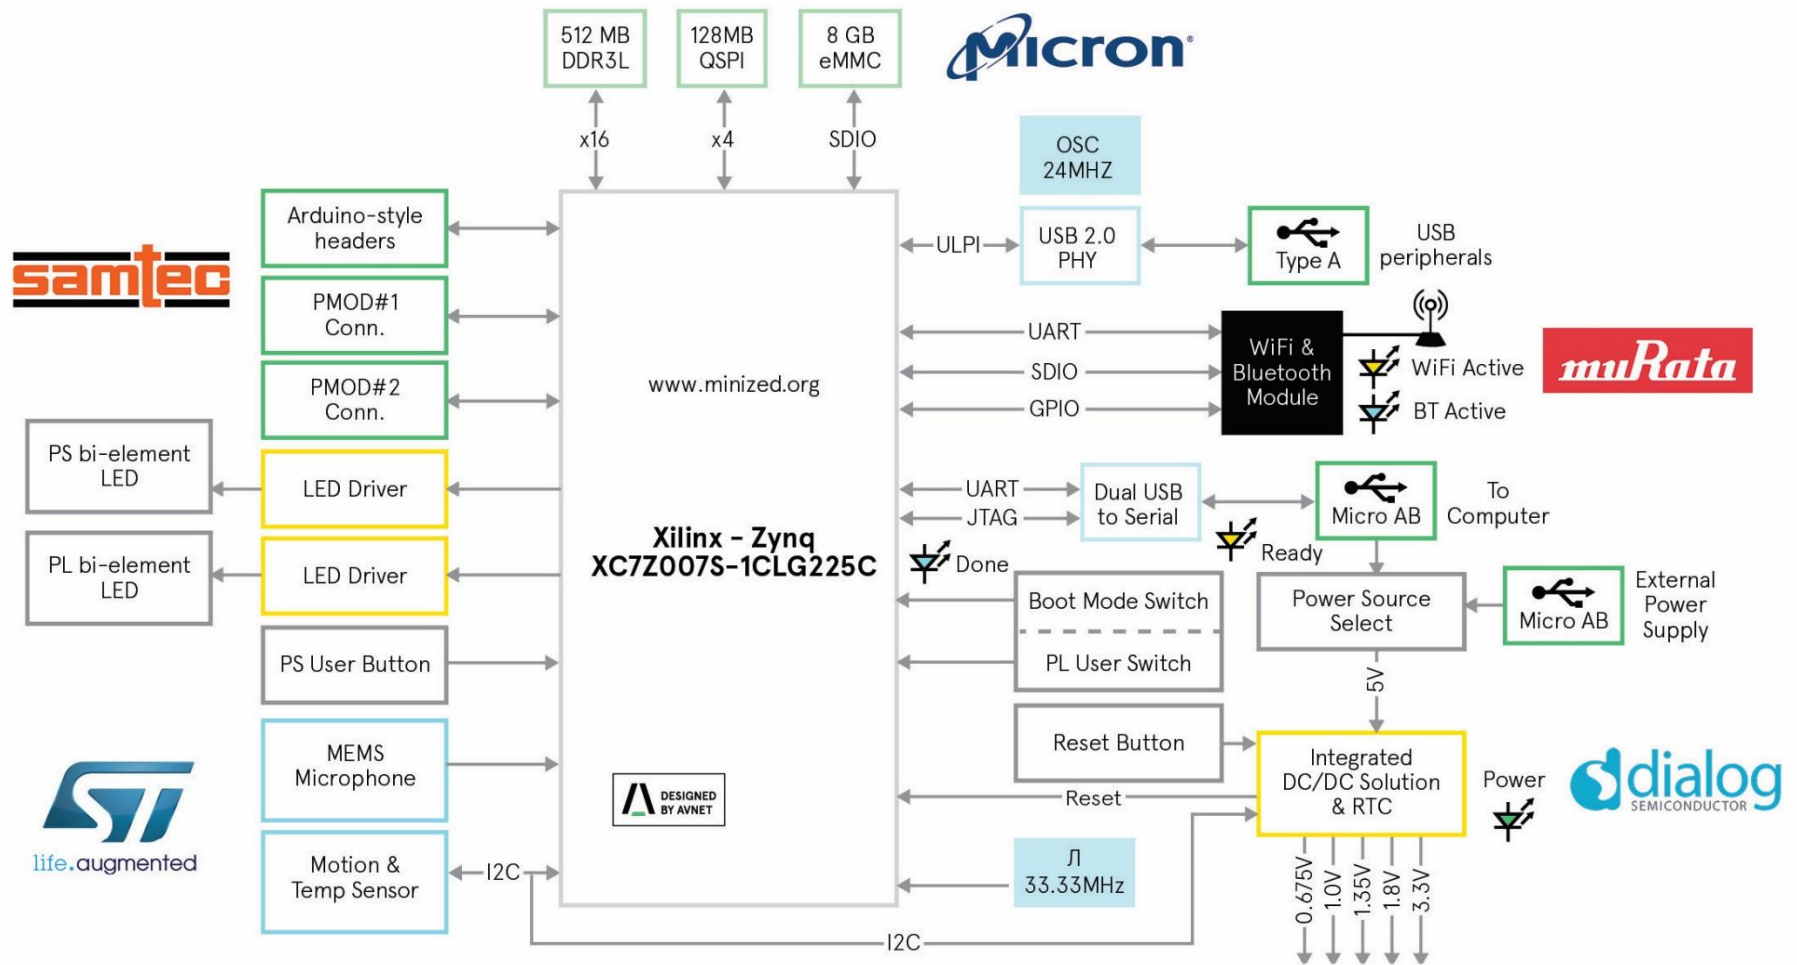 512 MB
DDR3L
128MB
QSPI
8 GB
eMMC
Micron
x16
x4
SDIO
OSC
24MHZ
Arduino-style
headers
ULPI
USB 2.0
PHY
Type A
USB
peripherals
samtec
PMOD#1
Conn.
UART
SDIO
GPIO
WiFi &
Bluetooth
Module
WiFi Active
BT Active
muRata
www.minized.org
PMOD#2
Conn.
PS bi-element
LED
LED Driver
UART
JTAG
Dual USB
to Serial
Micro AB
To
Computer
Ready
Xilinx - Zynq
XC7Z007S-1CLG225C
Done
PL bi-element
LED
LED Driver
Boot Mode Switch
PL User Switch
Power Source
Select
Micro AB
External
Power
Supply
PS User Button
5V
Reset Button
MEMS
Microphone
DESIGNED
BY AVNET
Reset
Integrated
DC/DC Solution
& RTC
Power
dialog
SEMICONDUCTOR
ST
life.augmented
Motion &
Temp Sensor
I2C
33.33MHz
0.675V
1.0V
1.35V
1.8V
3.3V
I2C